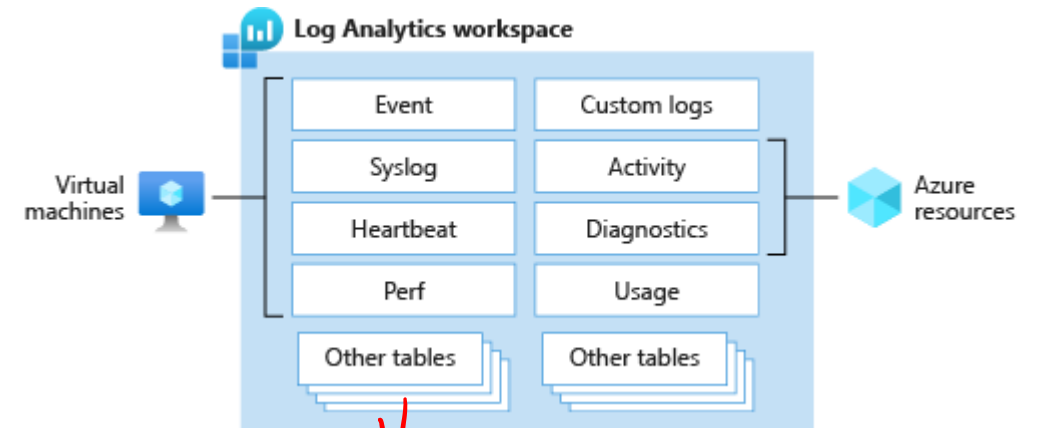 Log Analytics workspace
Event
Custom logs
Syslog
Activity
Virtual
machines
Azure
resources
Heartbeat
Diagnostics
Perf
Usage
Other tables
Other tables